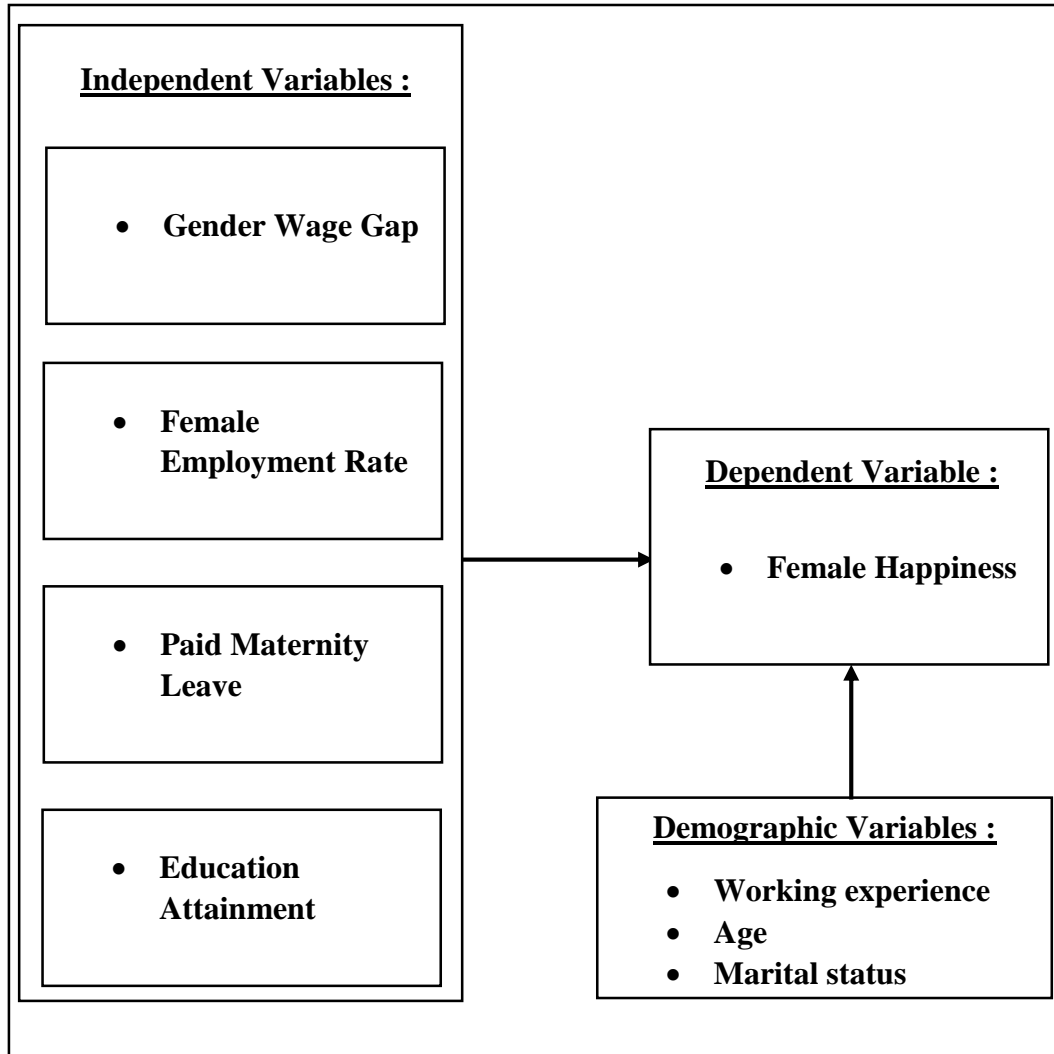 Independent Variables :
• Gender Wage Gap
• Female
Employment Rate
• Paid Maternity
Leave
• Education
Attainment
Dependent Variable :
• Female Happiness
Demographic Variables :
• Working experience
• Age
• Marital status